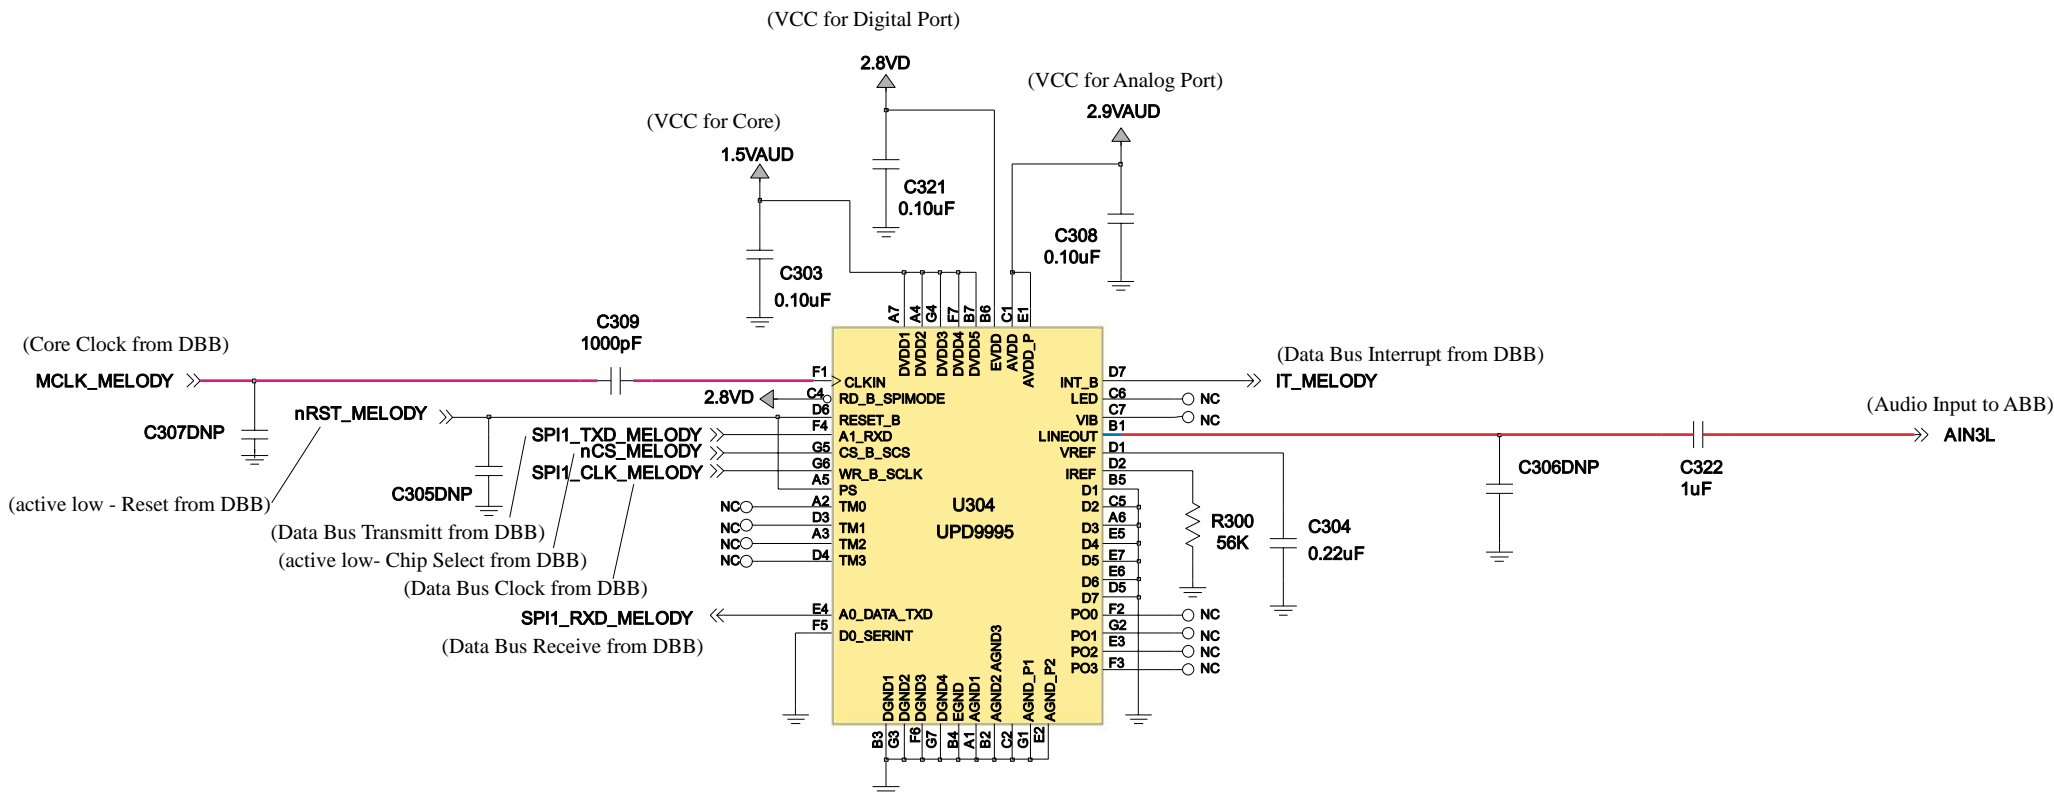 (VCC for Digital Port)
2.8VD
(VCC for Analog Port)
2.9VAUD
(VCC for Core)
1.5VAUD
C321
0.10uF
C308
0.10uF
C303
0.10uF
C309
1000pF
A7 A4 G4 F7 B7 B6 C1 E1
DVDD1 DVDD2 DVDD3 DVDD4 DVDD5 EVDD AVDD AVDD_P
(Core Clock from DBB)
MCLK_MELODY
F1 CLKIN
2.8VD C4 RD_B_SPIMODE
nRST_MELODY D6 RESET_B
C307DNP
SPI1_TXD_MELODY F4 A1_RXD
nCS_MELODY G5 CS_B_SCS
SPI1_CLK_MELODY G6 WR_B_SCLK
C305DNP
A5 PS
(active low - Reset from DBB)
NC A2 TM0
NC D3 TM1
NC A3 TM2
NC D4 TM3
(Data Bus Transmitt from DBB)
(active low- Chip Select from DBB)
(Data Bus Clock from DBB)
SPI1_RXD_MELODY E4 A0_DATA_TXD
F5 D0_SERINT
(Data Bus Receive from DBB)
U304
UPD9995
(Data Bus Interrupt from DBB)
INT_B D7 IT_MELODY
LED C6 NC
VIB C7 NC
(Audio Input to ABB)
LINEOUT B1 AIN3L
VREF D1
IREF D2
C306DNP
C322
1uF
D1 B5
D2 C5
D3 A6
D4 E5
D5 E7
D6 E6
D7 D5
R300
56K
C304
0.22uF
PO0 F2 NC
PO1 G2 NC
PO2 E3 NC
PO3 F3 NC
DGND1 DGND2 DGND3 DGND4 EGND AGND1 AGND2 AGND3 AGND_P1 AGND_P2
B3 G3 F6 G7 B4 A1 B2 C2 G1 E2